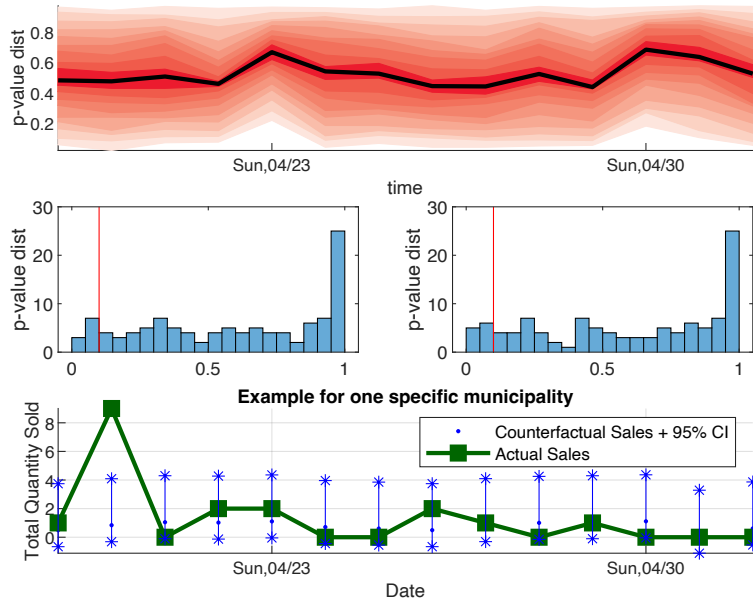 p-value dist
0.8
0.6
0.4
0.2
Sun,04/23
Sun,04/30
time
p-value dist
30
20
10
0
0
0.5
1
p-value dist
30
20
10
0
0
0.5
1
Example for one specific municipality
Total Quantity Sold
8
6
4
2
0
Counterfactual Sales + 95% CI
Actual Sales
Sun,04/23
Sun,04/30
Date